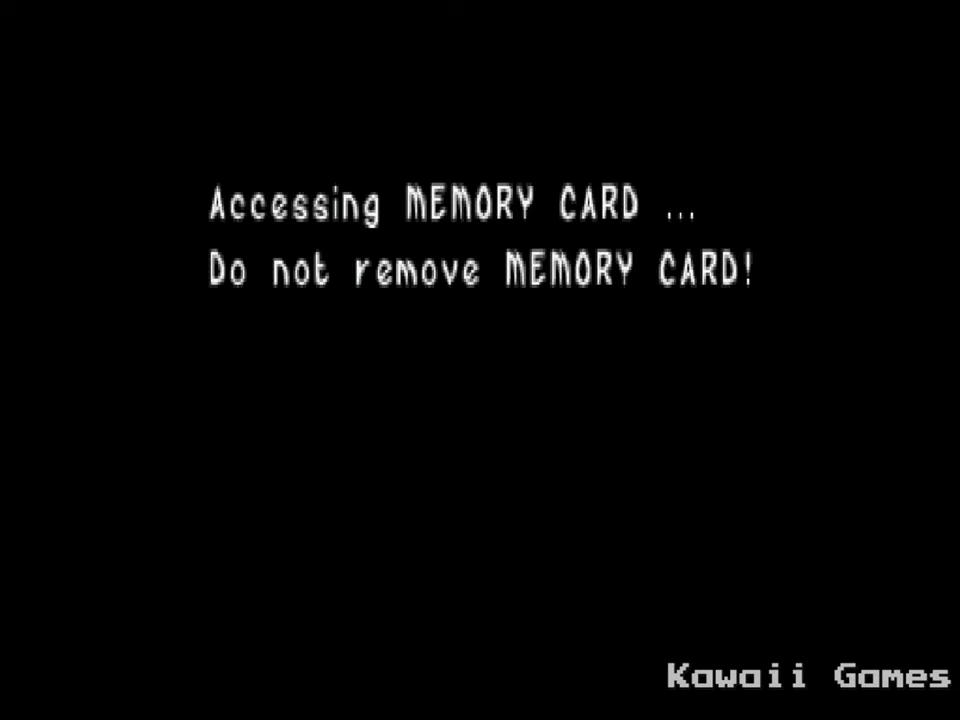 Accessing MEMORY CARD ...
Do not remove MEMORY CARD!
Kawaii Games